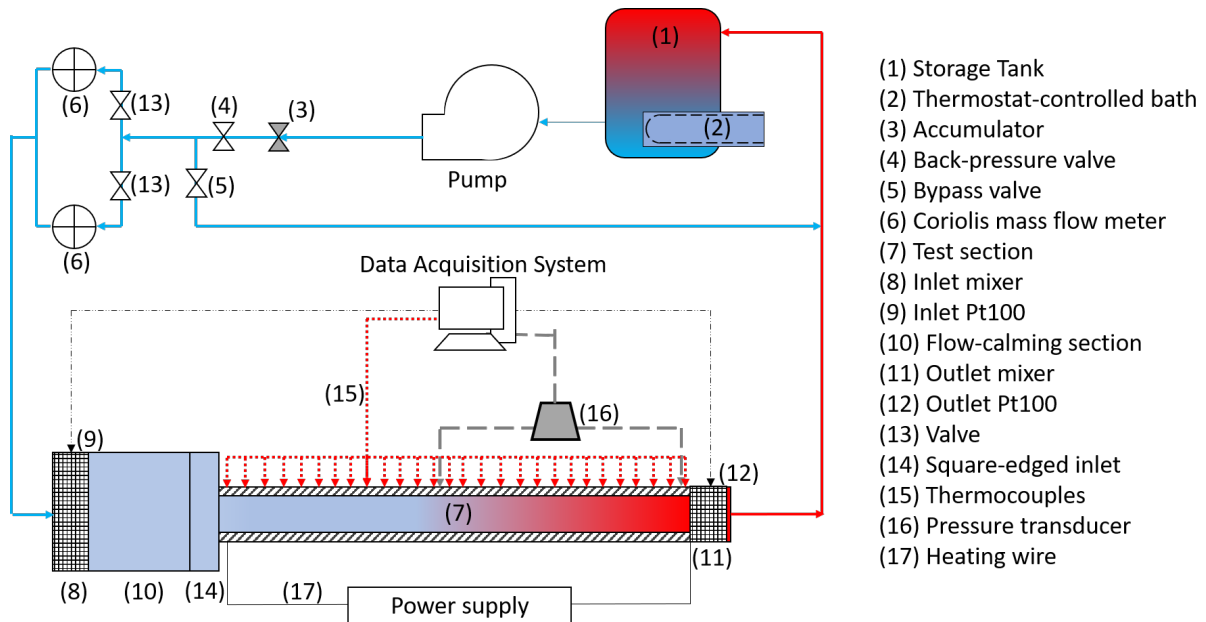 (1)
(6)
(13)
(4)
(3)
(2)
Pump
(13)
(5)
(6)
Data Acquisition System
(15)
(16)
(9)
(12)
(7)
(11)
(8)
(10)
(14)
(17)
Power supply
(1) Storage Tank
(2) Thermostat-controlled bath
(3) Accumulator
(4) Back-pressure valve
(5) Bypass valve
(6) Coriolis mass flow meter
(7) Test section
(8) Inlet mixer
(9) Inlet Pt100
(10) Flow-calming section
(11) Outlet mixer
(12) Outlet Pt100
(13) Valve
(14) Square-edged inlet
(15) Thermocouples
(16) Pressure transducer
(17) Heating wire